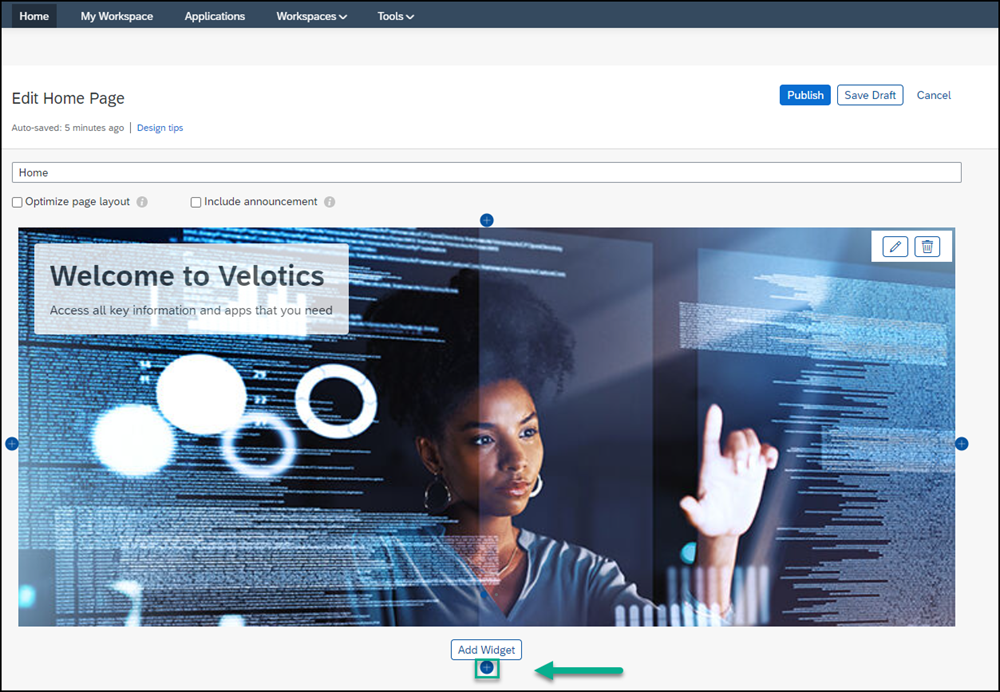 Home My Workspace Applications Workspaces Tools
Edit Home Page
Publish Save Draft Cancel
Auto-saved: 5 minutes ago | Design tips
Home
Optimize page layout Include announcement
Welcome to Velotics
Access all key information and apps that you need
Add Widget